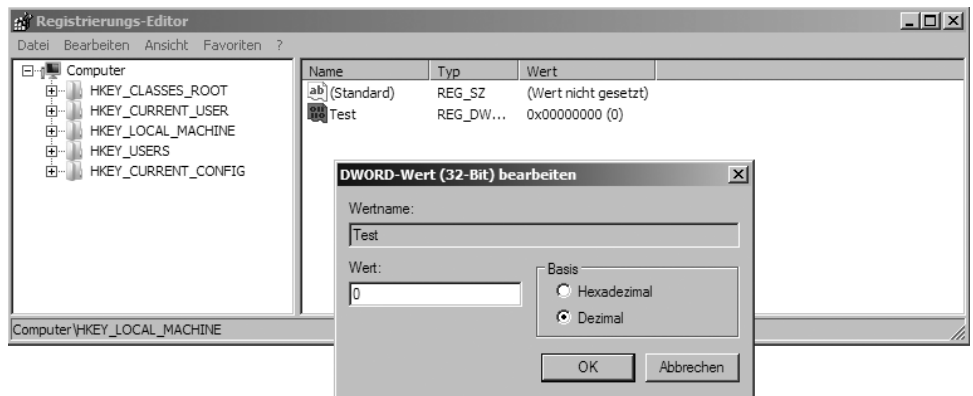 Registrierungs-Editor
Datei Bearbeiten Ansicht Favoriten ?
Computer
HKEY_CLASSES_ROOT
HKEY_CURRENT_USER
HKEY_LOCAL_MACHINE
HKEY_USERS
HKEY_CURRENT_CONFIG
Name Typ Wert
(Standard) REG_SZ (Wert nicht gesetzt)
Test REG_DW... 0x00000000 (0)
DWORD-Wert (32-Bit) bearbeiten
Wertname:
Test
Wert:
0
Basis
Hexadezimal
Dezimal
OK Abbrechen
Computer\HKEY_LOCAL_MACHINE